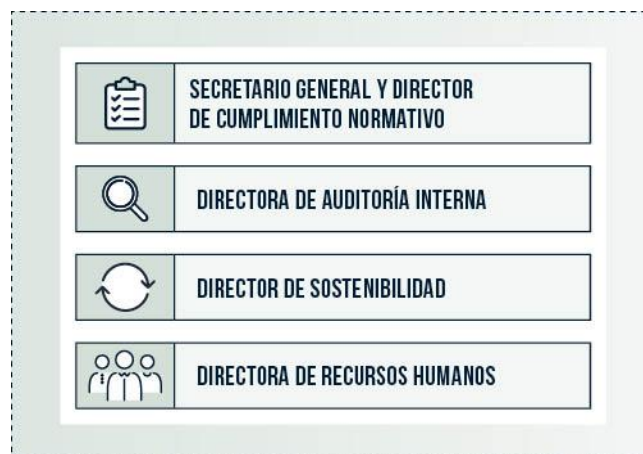 SECRETARIO GENERAL Y DIRECTOR
DE CUMPLIMIENTO NORMATIVO
DIRECTORA DE AUDITORÍA INTERNA
DIRECTOR DE SOSTENIBILIDAD
DIRECTORA DE RECURSOS HUMANOS